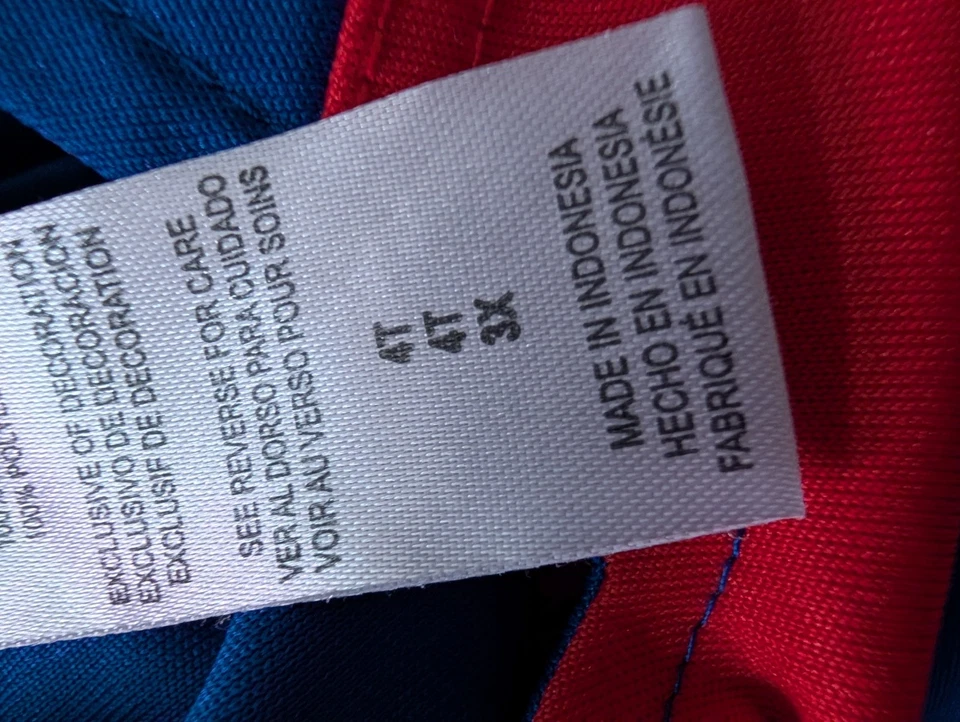 100% POLYE
EXCLUSIVE OF DECORATION
EXCLUSIVO DE DECORACION
EXCLUSIF DE DECORATION
SEE REVERSE FOR CARE
VER AL DORSO PARA CUIDADO
VOIR AU VERSO POUR SOINS
4T
4T
3X
MADE IN INDONESIA
HECHO EN INDONESIA
FABRIQUÉ EN INDONÉSIE